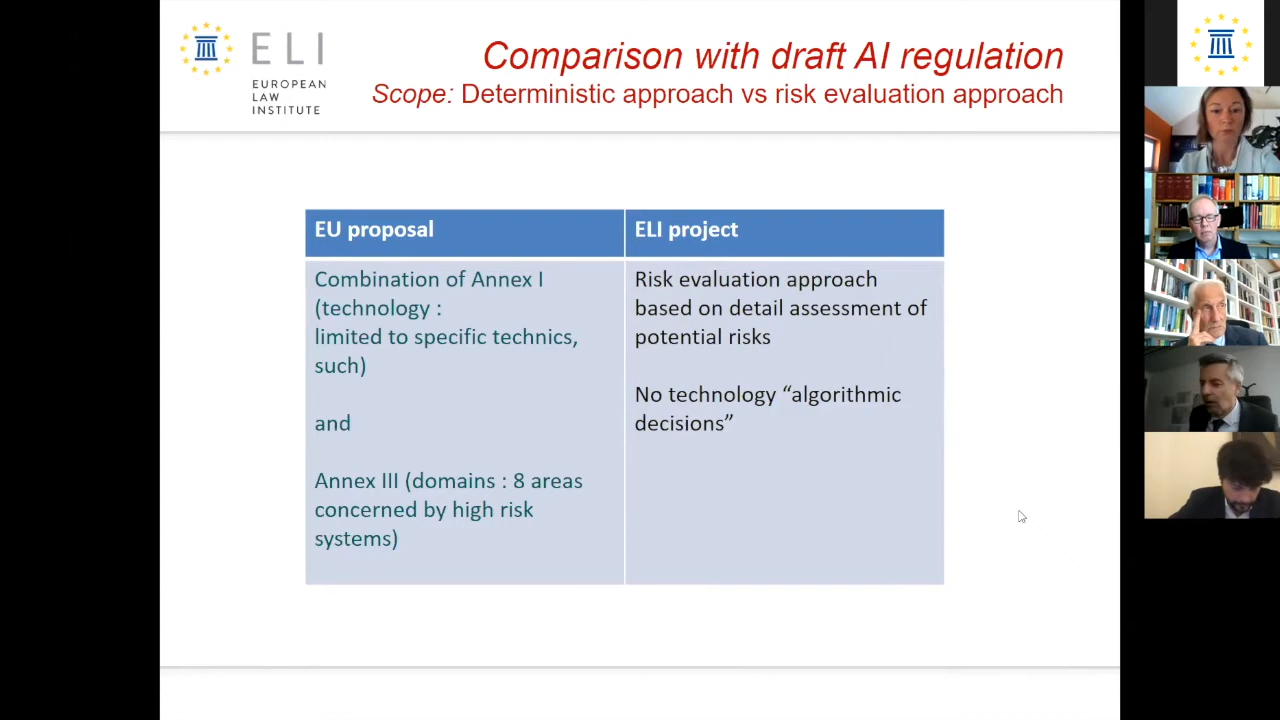 ELI
EUROPEAN
LAW
INSTITUTE
Comparison with draft AI regulation
Scope: Deterministic approach vs risk evaluation approach
EU proposal
Combination of Annex I
(technology :
limited to specific technics,
such)
and
Annex III (domains : 8 areas
concerned by high risk
systems)
ELI project
Risk evaluation approach
based on detail assessment of
potential risks
No technology “algorithmic
decisions”